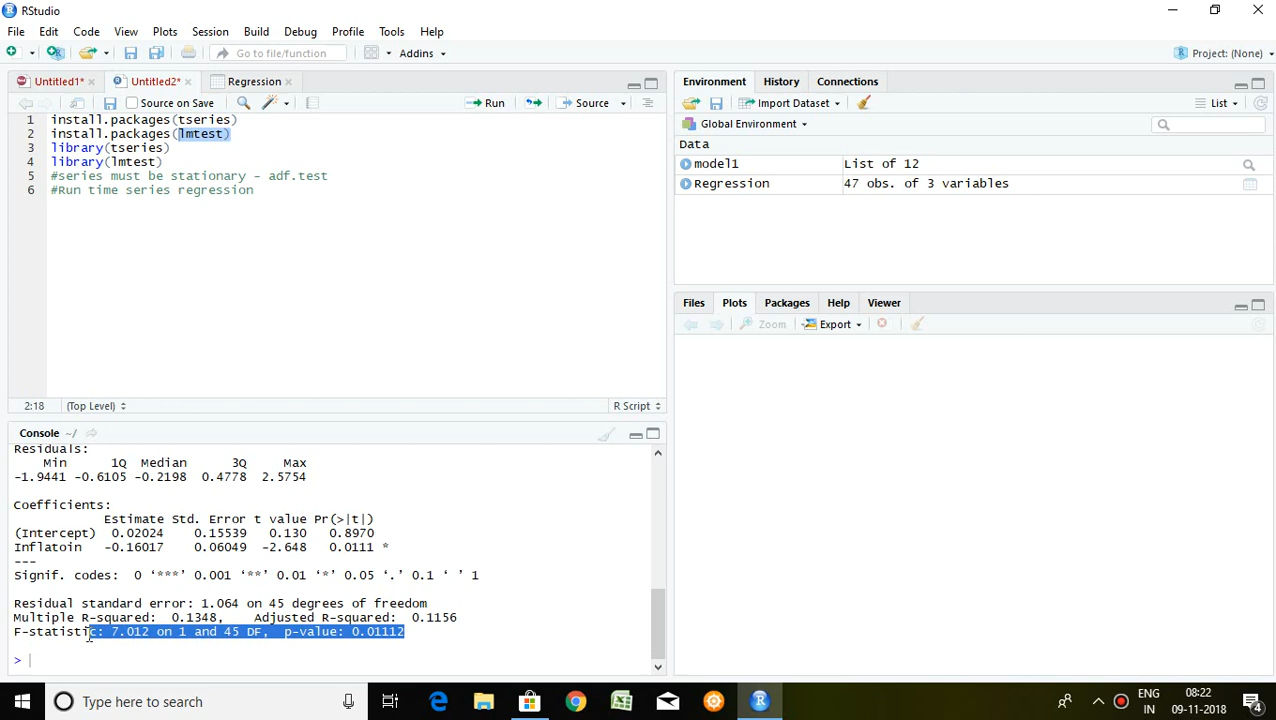 RStudio
File Edit Code View Plots Session Build Debug Profile Tools Help
Go to file/function Addins Project: (None)
Untitled1* Untitled2* Regression
Source on Save Run Source
1 install.packages(tseries)
2 install.packages(lmtest)
3 library(tseries)
4 library(lmtest)
5 #series must be stationary - adf.test
6 #Run time series regression
2:18 (Top Level) R Script
Console ~/
Residuals:
Min 1Q Median 3Q Max
-1.9441 -0.6105 -0.2198 0.4778 2.5754
Coefficients:
Estimate Std. Error t value Pr(>|t|)
(Intercept) 0.02024 0.15539 0.130 0.8970
Inflatoin -0.16017 0.06049 -2.648 0.0111 *
---
Signif. codes: 0 ‘***’ 0.001 ‘**’ 0.01 ‘*’ 0.05 ‘.’ 0.1 ‘ ’ 1
Residual standard error: 1.064 on 45 degrees of freedom
Multiple R-squared: 0.1348, Adjusted R-squared: 0.1156
F-statistic: 7.012 on 1 and 45 DF, p-value: 0.01112
>
Environment History Connections
Import Dataset List
Global Environment
Data
model1 List of 12
Regression 47 obs. of 3 variables
Files Plots Packages Help Viewer
Zoom Export
Type here to search
ENG 08:22
IN 09-11-2018
4